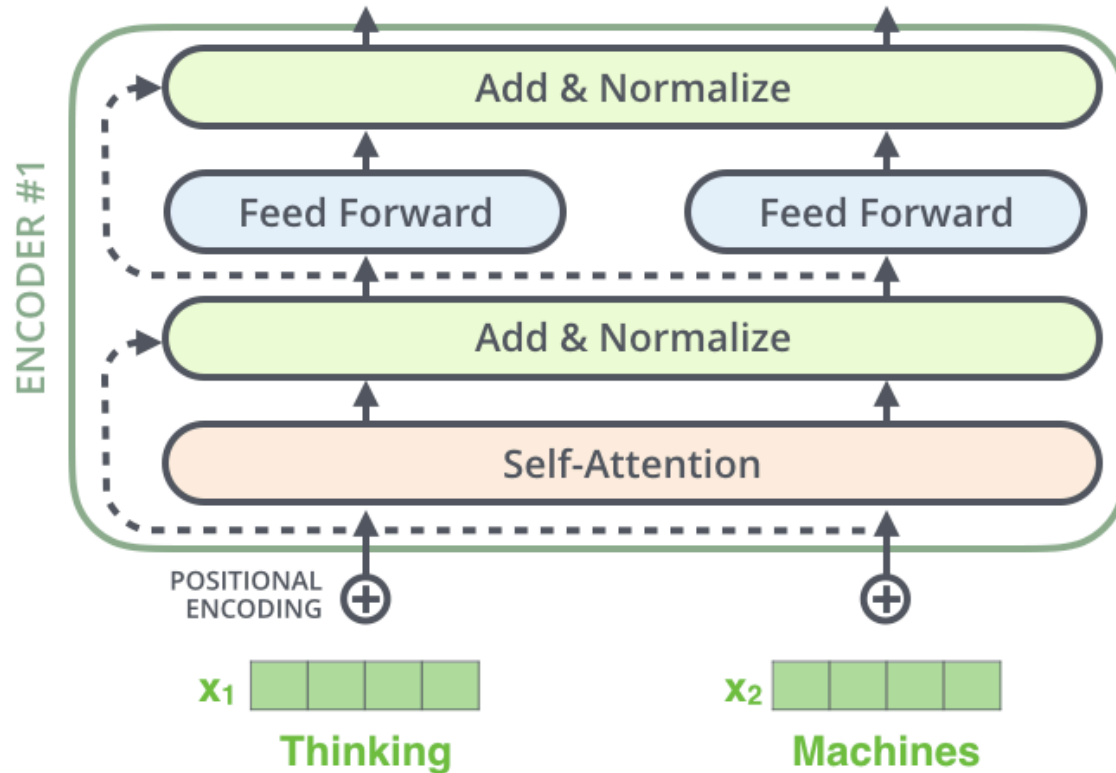 ENCODER #1
Add & Normalize
Feed Forward
Feed Forward
Add & Normalize
Self-Attention
POSITIONAL
ENCODING
x₁
x₂
Thinking
Machines